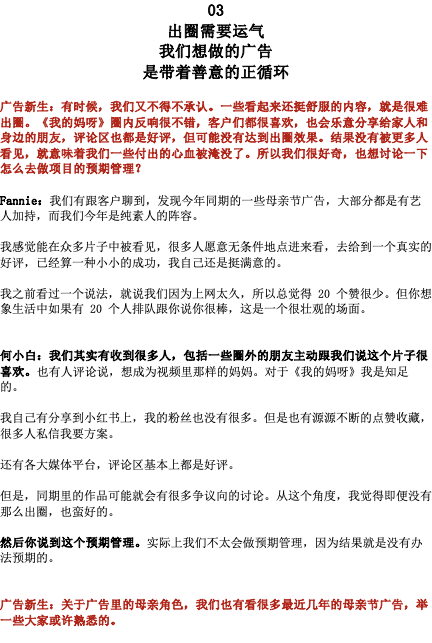 03
出圈需要运气
我们想做的广告
是带着善意的正循环
广告新生：有时候，我们又不得不承认。一些看起来还挺舒服的内容，就是很难
出圈。《我的妈呀》圈内反响很不错，客户们都很喜欢，也会乐意分享给家人和
身边的朋友，评论区也都是好评，但可能没有达到出圈效果。结果没有被更多人
看见，就意味着我们一些付出的心血被淹没了。所以我们很好奇，也想讨论一下
怎么去做项目的预期管理？
Fannie：我们有跟客户聊到，发现今年同期的一些母亲节广告，大部分都是有艺
人加持，而我们今年是纯素人的阵容。
我感觉能在众多片子中被看见，很多人愿意无条件地点进来看，去给到一个真实的
好评，已经算一种小小的成功，我自己还是挺满意的。
我之前看过一个说法，就说我们因为上网太久，所以总觉得 20 个赞很少。但你想
象生活中如果有 20 个人排队跟你说你很棒，这是一个很壮观的场面。
何小白：我们其实有收到很多人，包括一些圈外的朋友主动跟我们说这个片子很
喜欢。也有人评论说，想成为视频里那样的妈妈。对于《我的妈呀》我是知足
的。
我自己有分享到小红书上，我的粉丝也没有很多。但是也有源源不断的点赞收藏，
很多人私信我要方案。
还有各大媒体平台，评论区基本上都是好评。
但是，同期里的作品可能就会有很多争议向的讨论。从这个角度，我觉得即便没有
那么出圈，也蛮好的。
然后你说到这个预期管理。实际上我们不太会做预期管理，因为结果就是没有办
法预期的。
广告新生：关于广告里的母亲角色，我们也有看很多最近几年的母亲节广告，举
一些大家或许熟悉的。